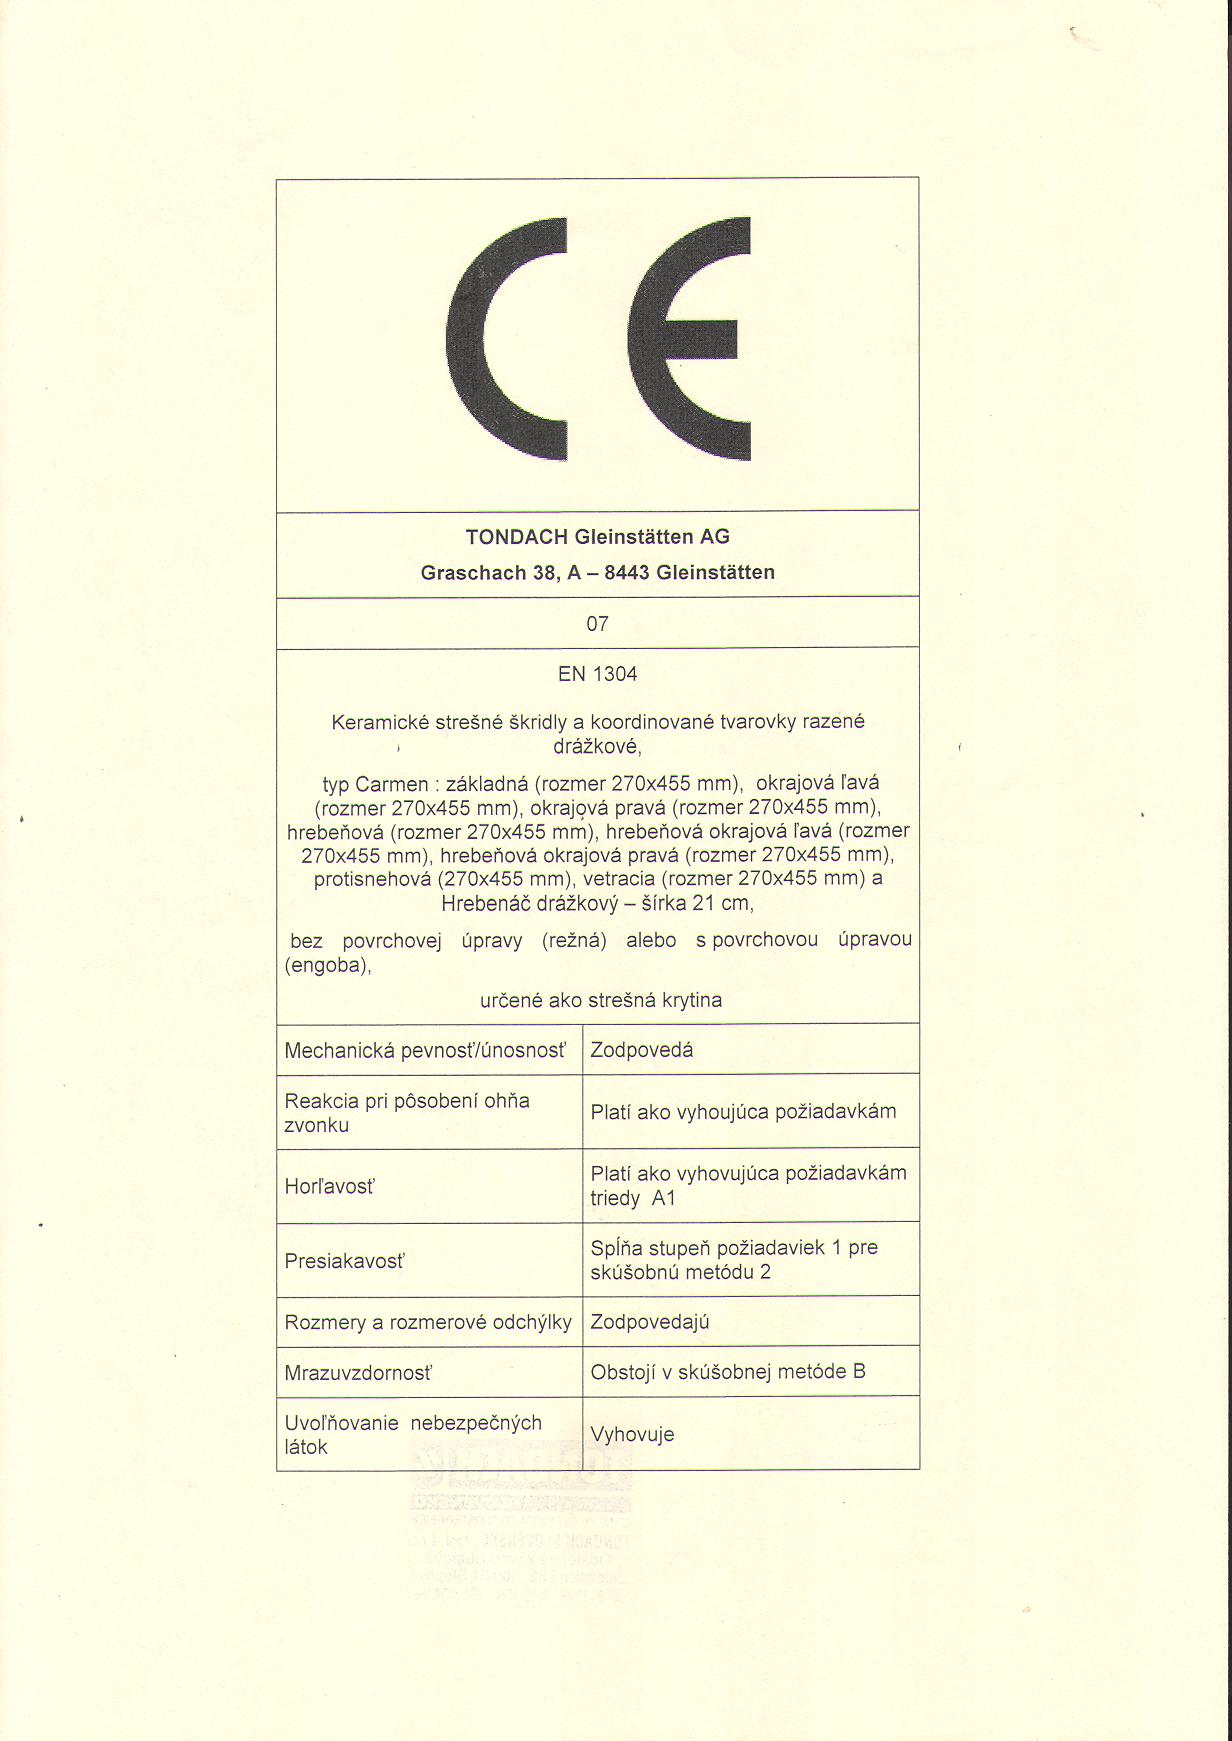 CE
TONDACH Gleinstätten AG
Graschach 38, A – 8443 Gleinstätten
07
EN 1304
Keramické strešné škridly a koordinované tvarovky razené
drážkové,
typ Carmen : základná (rozmer 270x455 mm), okrajová ľavá
(rozmer 270x455 mm), okrajová pravá (rozmer 270x455 mm),
hrebeňová (rozmer 270x455 mm), hrebeňová okrajová ľavá (rozmer
270x455 mm), hrebeňová okrajová pravá (rozmer 270x455 mm),
protisnehová (270x455 mm), vetracia (rozmer 270x455 mm) a
Hrebenáč drážkový – šírka 21 cm,
bez povrchovej úpravy (režná) alebo s povrchovou úpravou
(engoba),
určené ako strešná krytina
Mechanická pevnosť/únosnosť Zodpovedá
Reakcia pri pôsobení ohňa
zvonku
Platí ako vyhoujúca požiadavkám
Horľavosť
Platí ako vyhovujúca požiadavkám
triedy A1
Presiakavosť
Spĺňa stupeň požiadaviek 1 pre
skúšobnú metódu 2
Rozmery a rozmerové odchýlky Zodpovedajú
Mrazuvzdornosť Obstojí v skúšobnej metóde B
Uvoľňovanie nebezpečných
látok
Vyhovuje